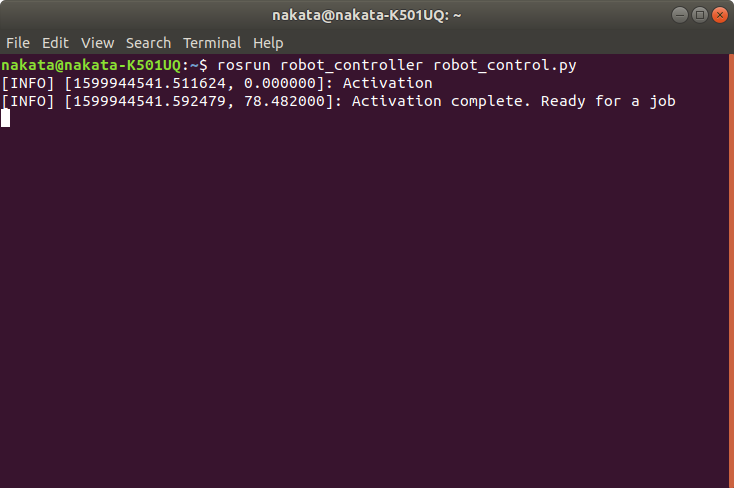 nakata@nakata-K501UQ: ~
File Edit View Search Terminal Help
nakata@nakata-K501UQ:~$ rosrun robot_controller robot_control.py
[INFO] [1599944541.511624, 0.000000]: Activation
[INFO] [1599944541.592479, 78.482000]: Activation complete. Ready for a job